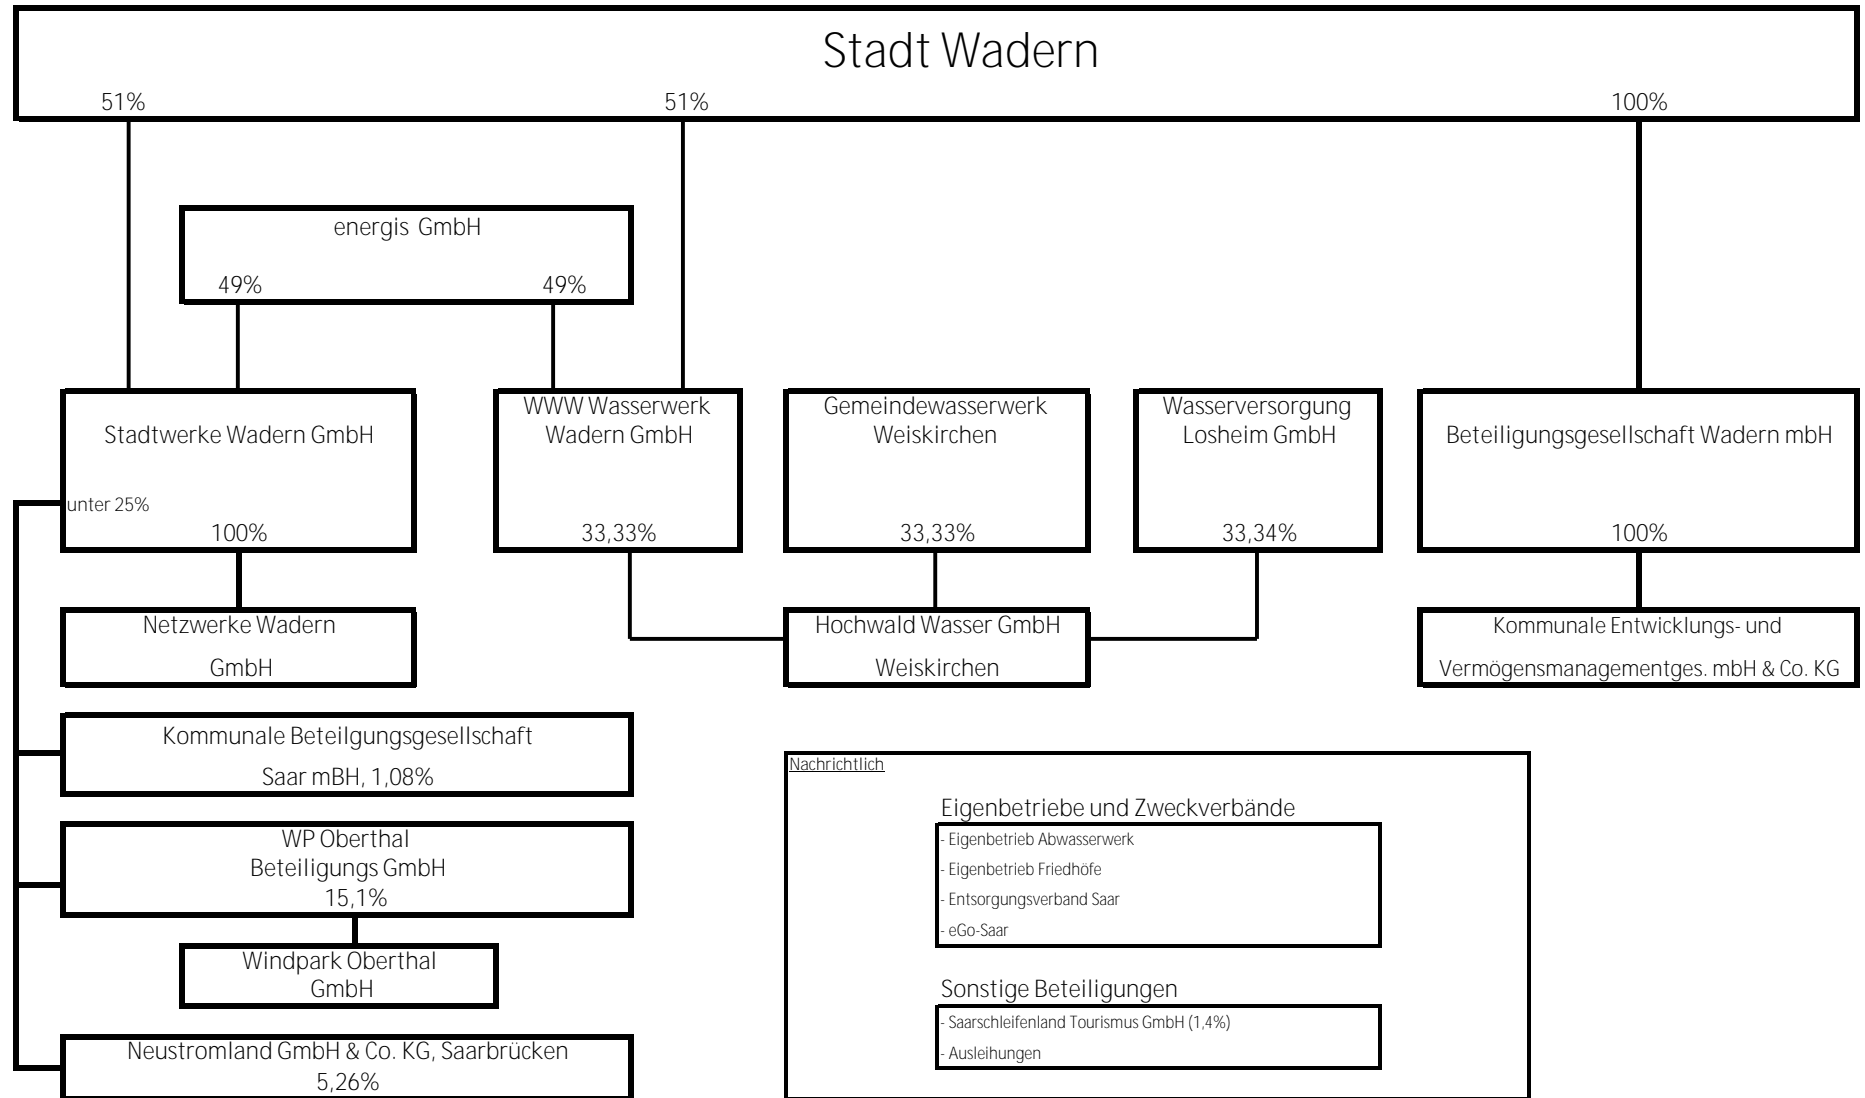 Stadt Wadern
51% 51% 100%
energis GmbH
49% 49%
Stadtwerke Wadern GmbH
unter 25%
100%
WWW Wasserwerk
Wadern GmbH
33,33%
Gemeindewasserwerk
Weiskirchen
33,33%
Wasserversorgung
Losheim GmbH
33,34%
Beteiligungsgesellschaft Wadern mbH
100%
Netzwerke Wadern
GmbH
Hochwald Wasser GmbH
Weiskirchen
Kommunale Entwicklungs- und
Vermögensmanagementges. mbH & Co. KG
Kommunale Beteilgungsgesellschaft
Saar mBH, 1,08%
WP Oberthal
Beteiligungs GmbH
15,1%
Windpark Oberthal
GmbH
Neustromland GmbH & Co. KG, Saarbrücken
5,26%
Nachrichtlich
Eigenbetriebe und Zweckverbände
- Eigenbetrieb Abwasserwerk
- Eigenbetrieb Friedhöfe
- Entsorgungsverband Saar
- eGo-Saar
Sonstige Beteiligungen
- Saarschleifenland Tourismus GmbH (1,4%)
- Ausleihungen